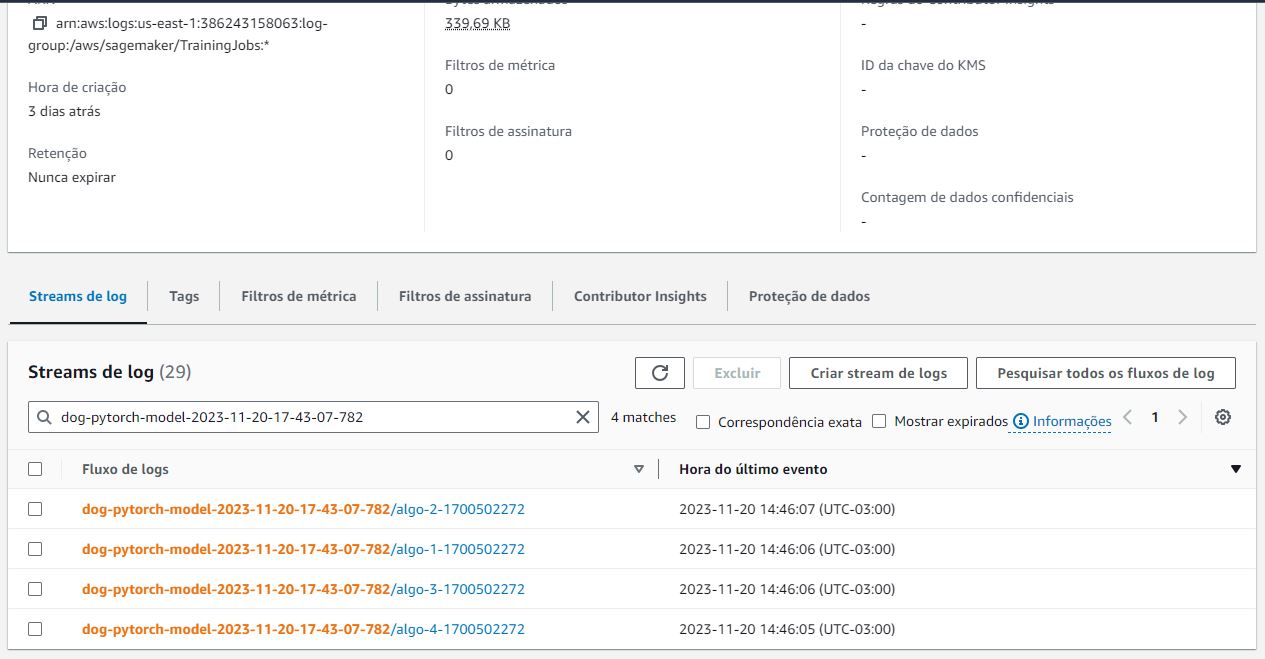 arn:aws:logs:us-east-1:386243158063:log-
group:/aws/sagemaker/TrainingJobs:*
Hora de criação
3 dias atrás
Retenção
Nunca expirar
Bytes armazenados
339,69 KB
Filtros de métrica
0
Filtros de assinatura
0
Regras do Contributor Insights
-
ID da chave do KMS
-
Proteção de dados
-
Contagem de dados confidenciais
-
Streams de log
Tags
Filtros de métrica
Filtros de assinatura
Contributor Insights
Proteção de dados
Streams de log (29)
Excluir
Criar stream de logs
Pesquisar todos os fluxos de log
dog-pytorch-model-2023-11-20-17-43-07-782
4 matches
Correspondência exata
Mostrar expirados
Informações
1
Fluxo de logs
Hora do último evento
dog-pytorch-model-2023-11-20-17-43-07-782/algo-2-1700502272
2023-11-20 14:46:07 (UTC-03:00)
dog-pytorch-model-2023-11-20-17-43-07-782/algo-1-1700502272
2023-11-20 14:46:06 (UTC-03:00)
dog-pytorch-model-2023-11-20-17-43-07-782/algo-3-1700502272
2023-11-20 14:46:06 (UTC-03:00)
dog-pytorch-model-2023-11-20-17-43-07-782/algo-4-1700502272
2023-11-20 14:46:05 (UTC-03:00)